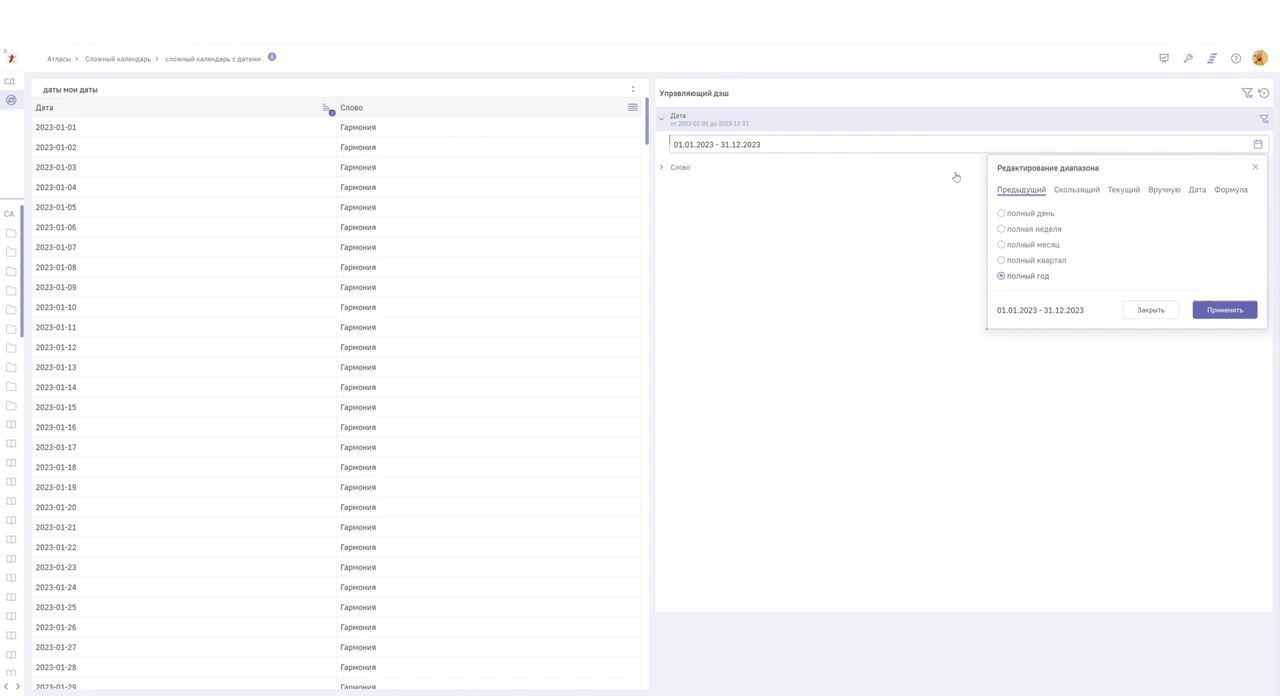 Атласы > Сложный календарь > сложный календарь с датами
СД
СА
даты мои даты
Дата Слово
2023-01-01 Гармония
2023-01-02 Гармония
2023-01-03 Гармония
2023-01-04 Гармония
2023-01-05 Гармония
2023-01-06 Гармония
2023-01-07 Гармония
2023-01-08 Гармония
2023-01-09 Гармония
2023-01-10 Гармония
2023-01-11 Гармония
2023-01-12 Гармония
2023-01-13 Гармония
2023-01-14 Гармония
2023-01-15 Гармония
2023-01-16 Гармония
2023-01-17 Гармония
2023-01-18 Гармония
2023-01-19 Гармония
2023-01-20 Гармония
2023-01-21 Гармония
2023-01-22 Гармония
2023-01-23 Гармония
2023-01-24 Гармония
2023-01-25 Гармония
2023-01-26 Гармония
2023-01-27 Гармония
2023-01-28 Гармония
2023-01-29 Гармония
Управляющий дэш
Дата
от 2023-01-01 до 2023-12-31
01.01.2023 - 31.12.2023
Слово
Редактирование диапазона
Предыдущий Скользящий Текущий Вручную Дата Формула
полный день
полная неделя
полный месяц
полный квартал
полный год
01.01.2023 - 31.12.2023 Закрыть Применить